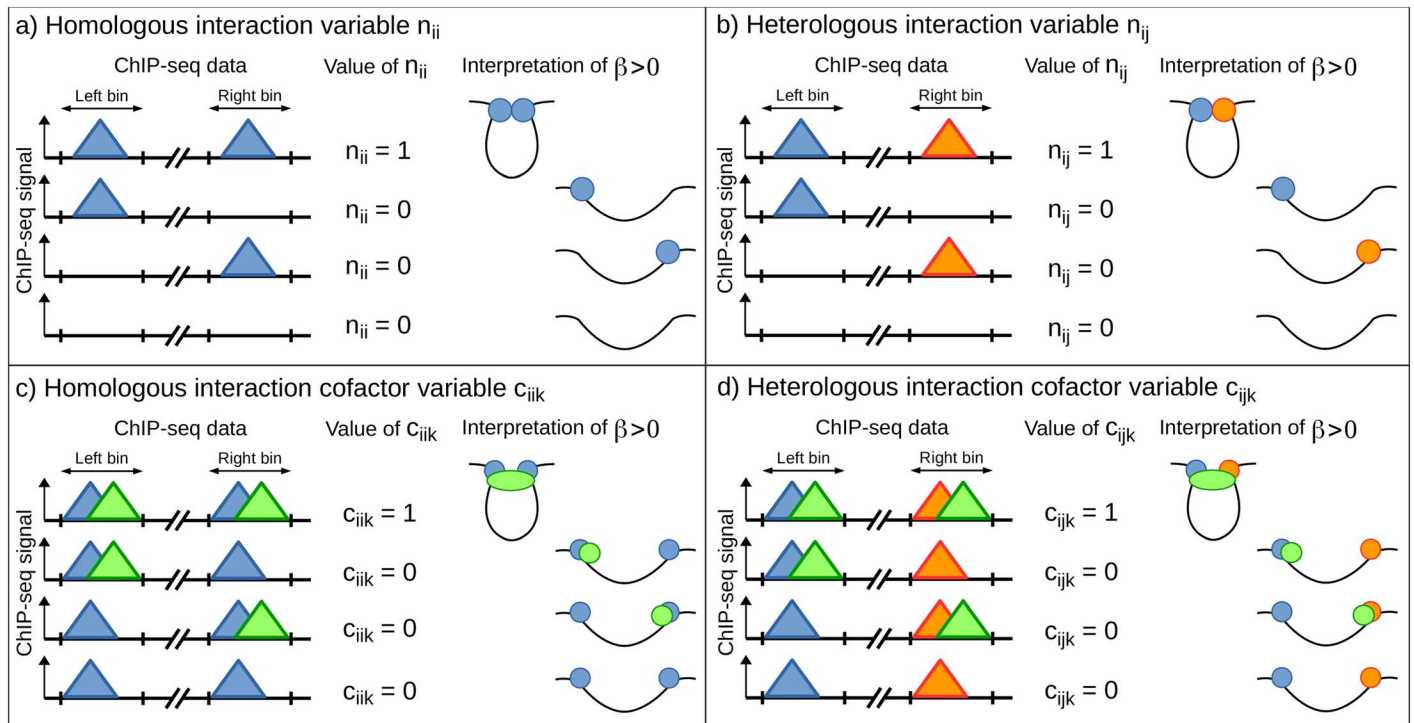 a) Homologous interaction variable nii
ChIP-seq data Value of nii Interpretation of β>0
Left bin Right bin
ChIP-seq signal
nii = 1
nii = 0
nii = 0
nii = 0
b) Heterologous interaction variable nij
ChIP-seq data Value of nij Interpretation of β>0
Left bin Right bin
ChIP-seq signal
nij = 1
nij = 0
nij = 0
nij = 0
c) Homologous interaction cofactor variable ciik
ChIP-seq data Value of ciik Interpretation of β>0
Left bin Right bin
ChIP-seq signal
ciik = 1
ciik = 0
ciik = 0
ciik = 0
d) Heterologous interaction cofactor variable cijk
ChIP-seq data Value of cijk Interpretation of β>0
Left bin Right bin
ChIP-seq signal
cijk = 1
cijk = 0
cijk = 0
cijk = 0